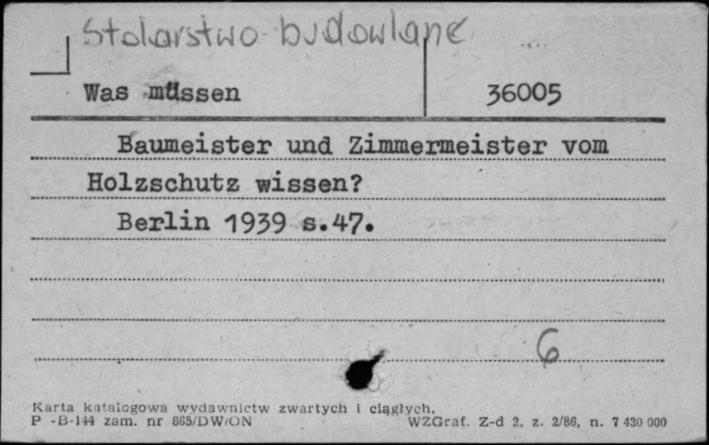 Stolarstwo budowlane
Was müssen 36005
Baumeister und Zimmermeister vom
Holzschutz wissen?
Berlin 1939 s.47.
6
Karta katalogowa wydawnictw zwartych i ciągłych.
P -B-144 zam. nr 865/DW/ON WZGraf. Z-d 2. z. 2/86, n. 7 430 000